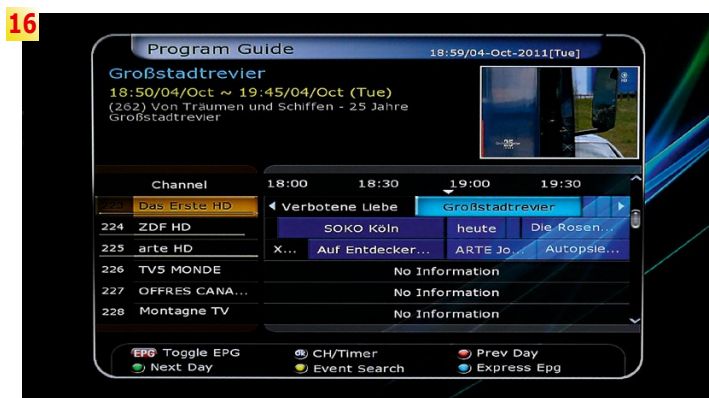 16
Program Guide 18:59/04-Oct-2011[Tue]
Großstadtrevier
18:50/04/Oct ~ 19:45/04/Oct (Tue)
(262) Von Träumen und Schiffen - 25 Jahre
Großstadtrevier
Channel 18:00 18:30 19:00 19:30
223 Das Erste HD Verbotene Liebe Großstadtrevier
224 ZDF HD SOKO Köln heute Die Rosen...
225 arte HD X... Auf Entdecker... ARTE Jo... Autopsie...
226 TV5 MONDE No Information
227 OFFRES CANA... No Information
228 Montagne TV No Information
EPG Toggle EPG OK CH/Timer Prev Day
Next Day Event Search Express Epg